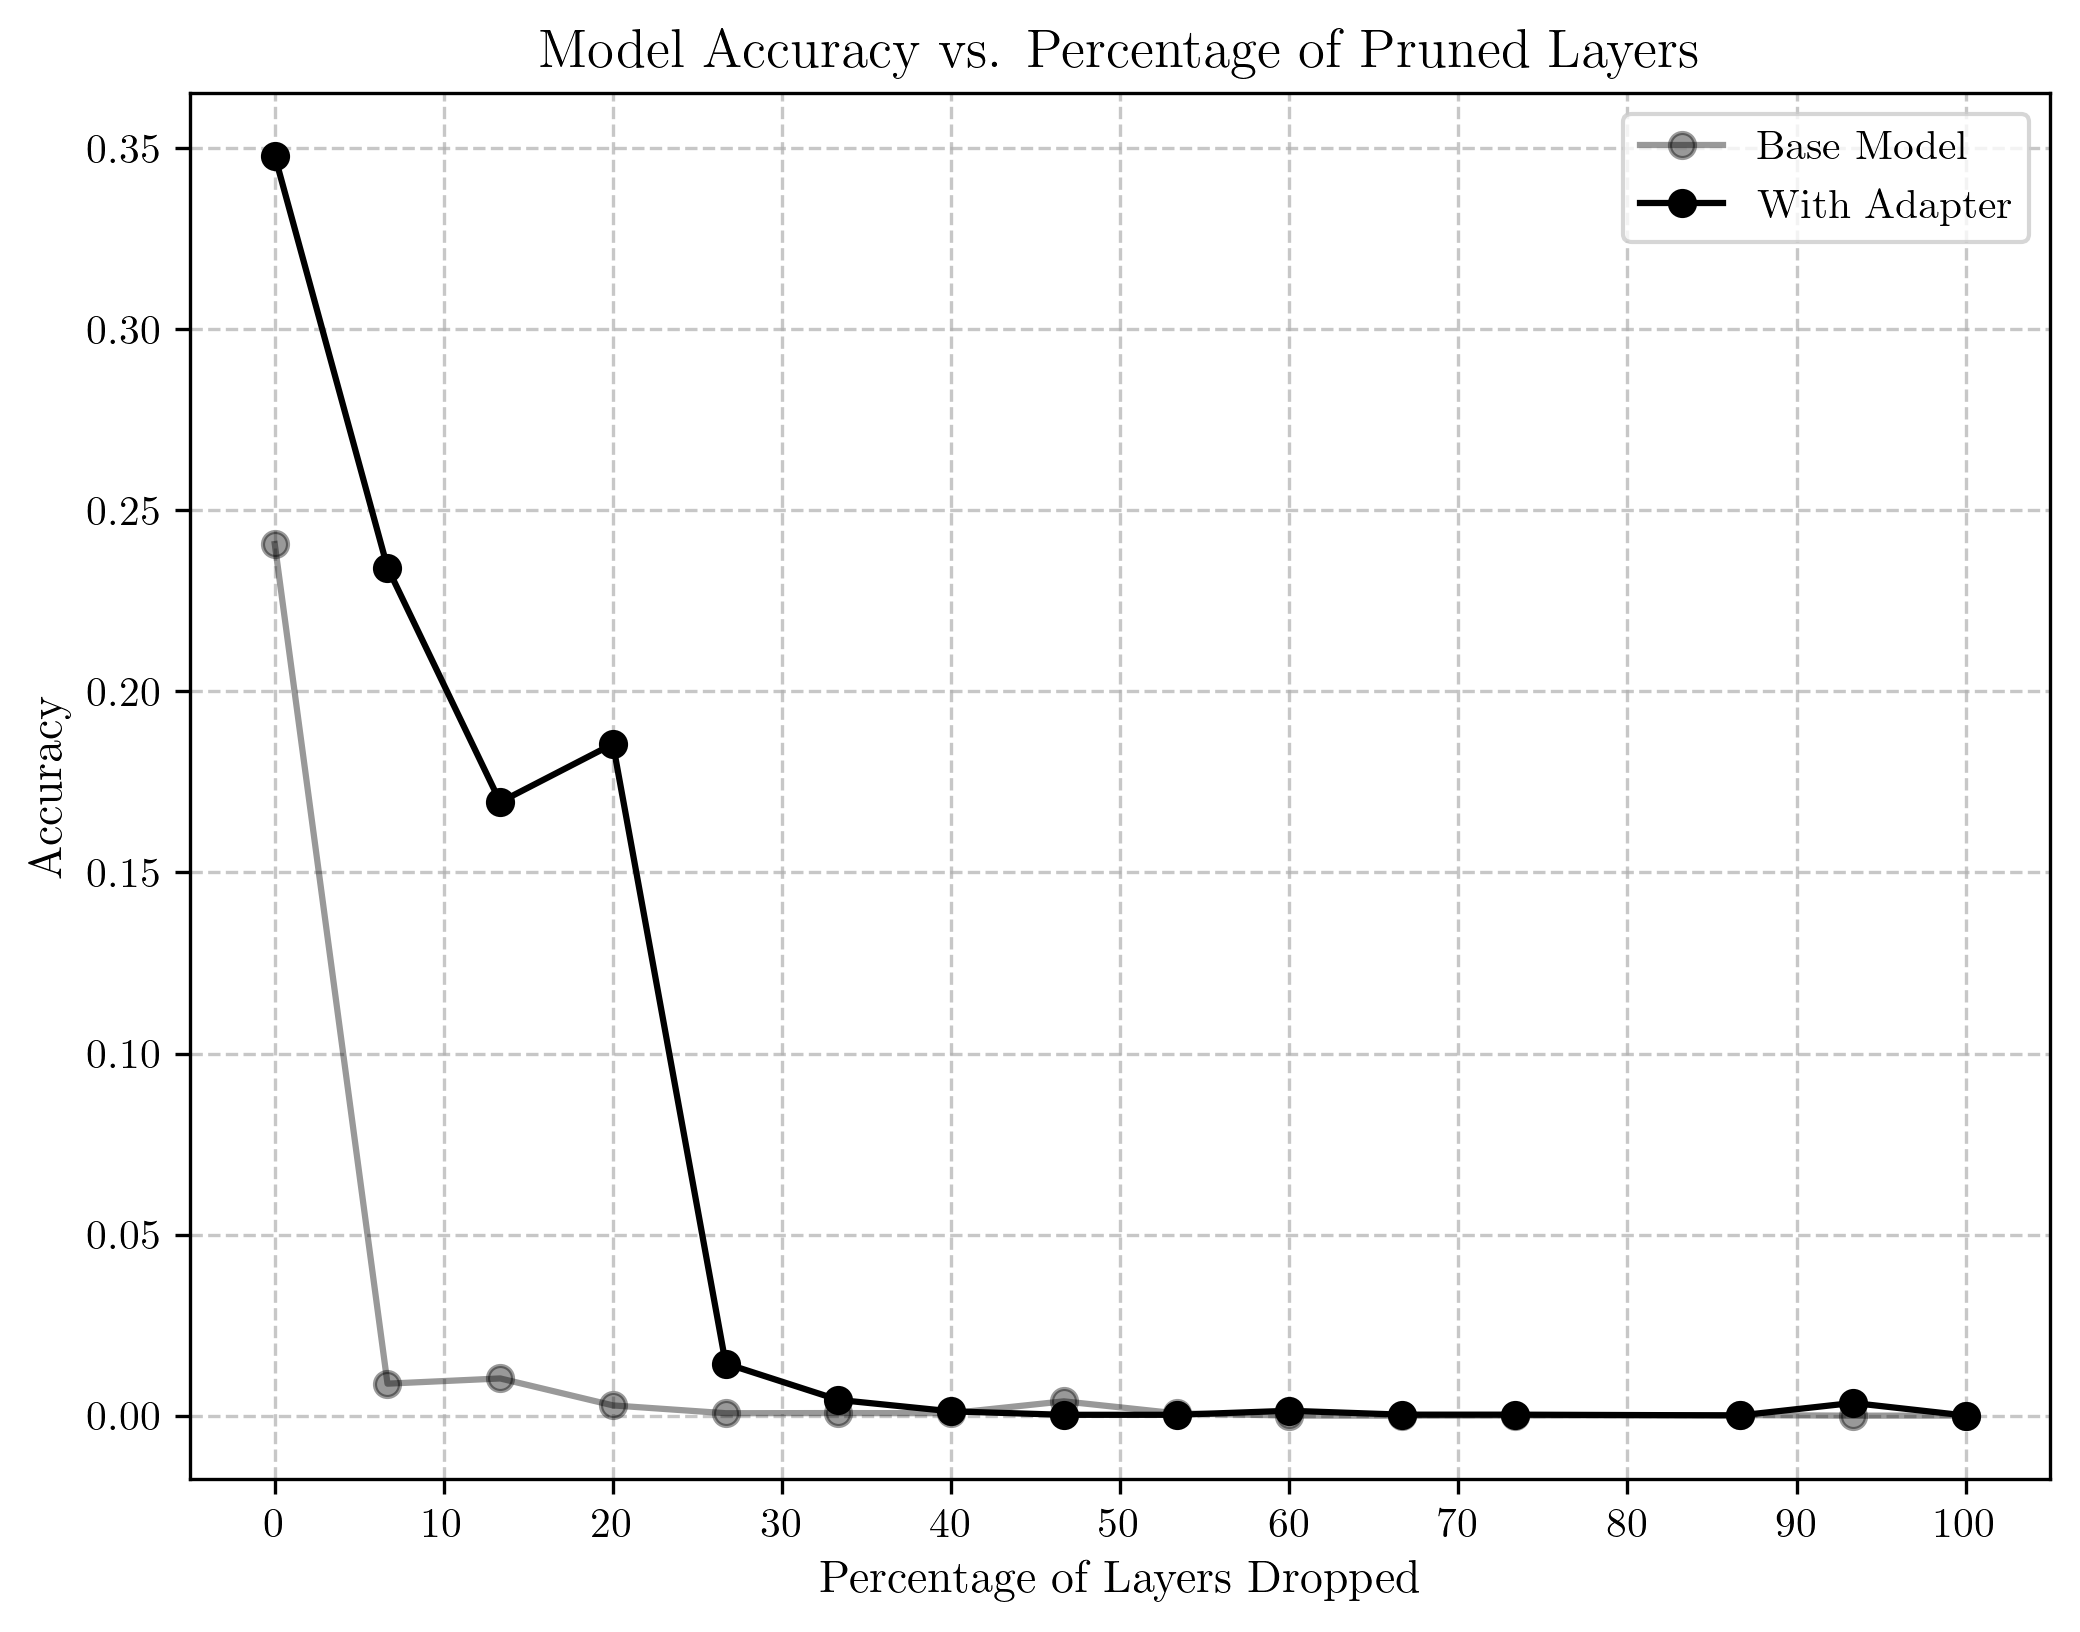 Model Accuracy vs. Percentage of Pruned Layers
Base Model
With Adapter
Accuracy
0.35
0.30
0.25
0.20
0.15
0.10
0.05
0.00
0 10 20 30 40 50 60 70 80 90 100
Percentage of Layers Dropped